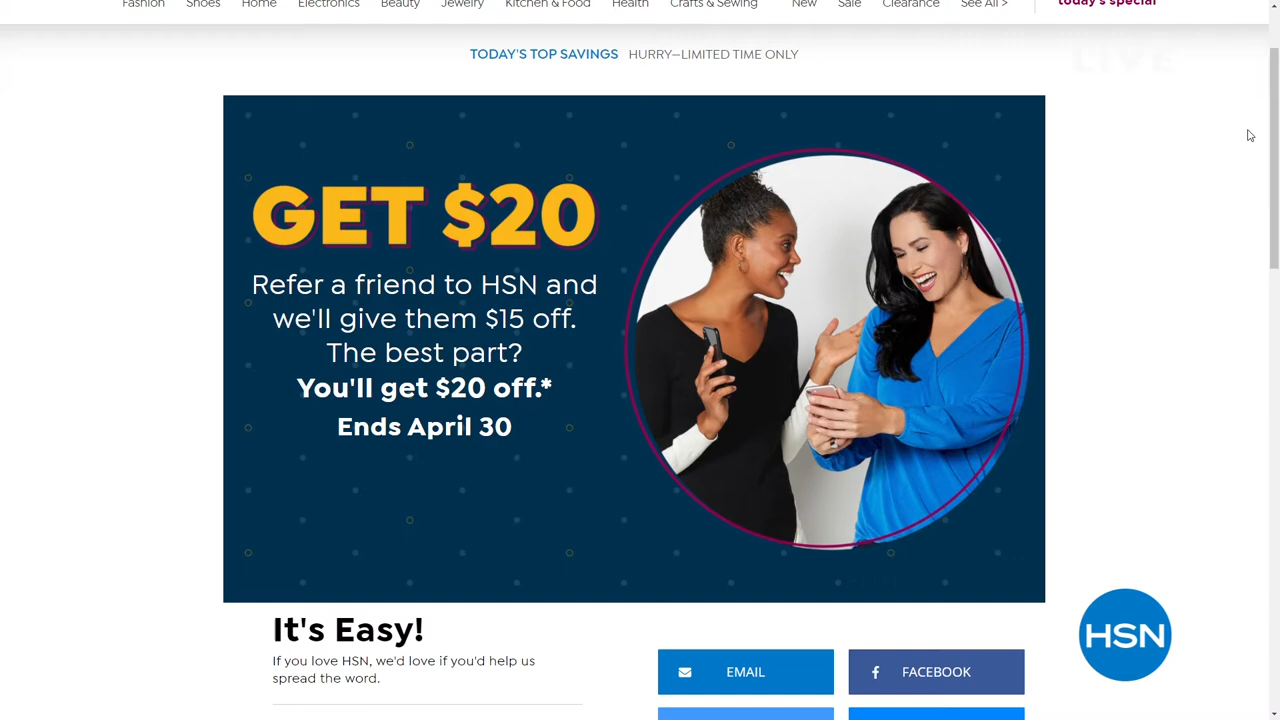 Fashion Shoes Home Electronics Beauty Jewelry Kitchen & Food Health Crafts & Sewing New Sale Clearance See All > today's special
TODAY'S TOP SAVINGS HURRY—LIMITED TIME ONLY
LIVE
GET $20
Refer a friend to HSN and
we'll give them $15 off.
The best part?
You'll get $20 off.*
Ends April 30
It's Easy!
If you love HSN, we'd love if you'd help us
spread the word.
EMAIL
FACEBOOK
HSN